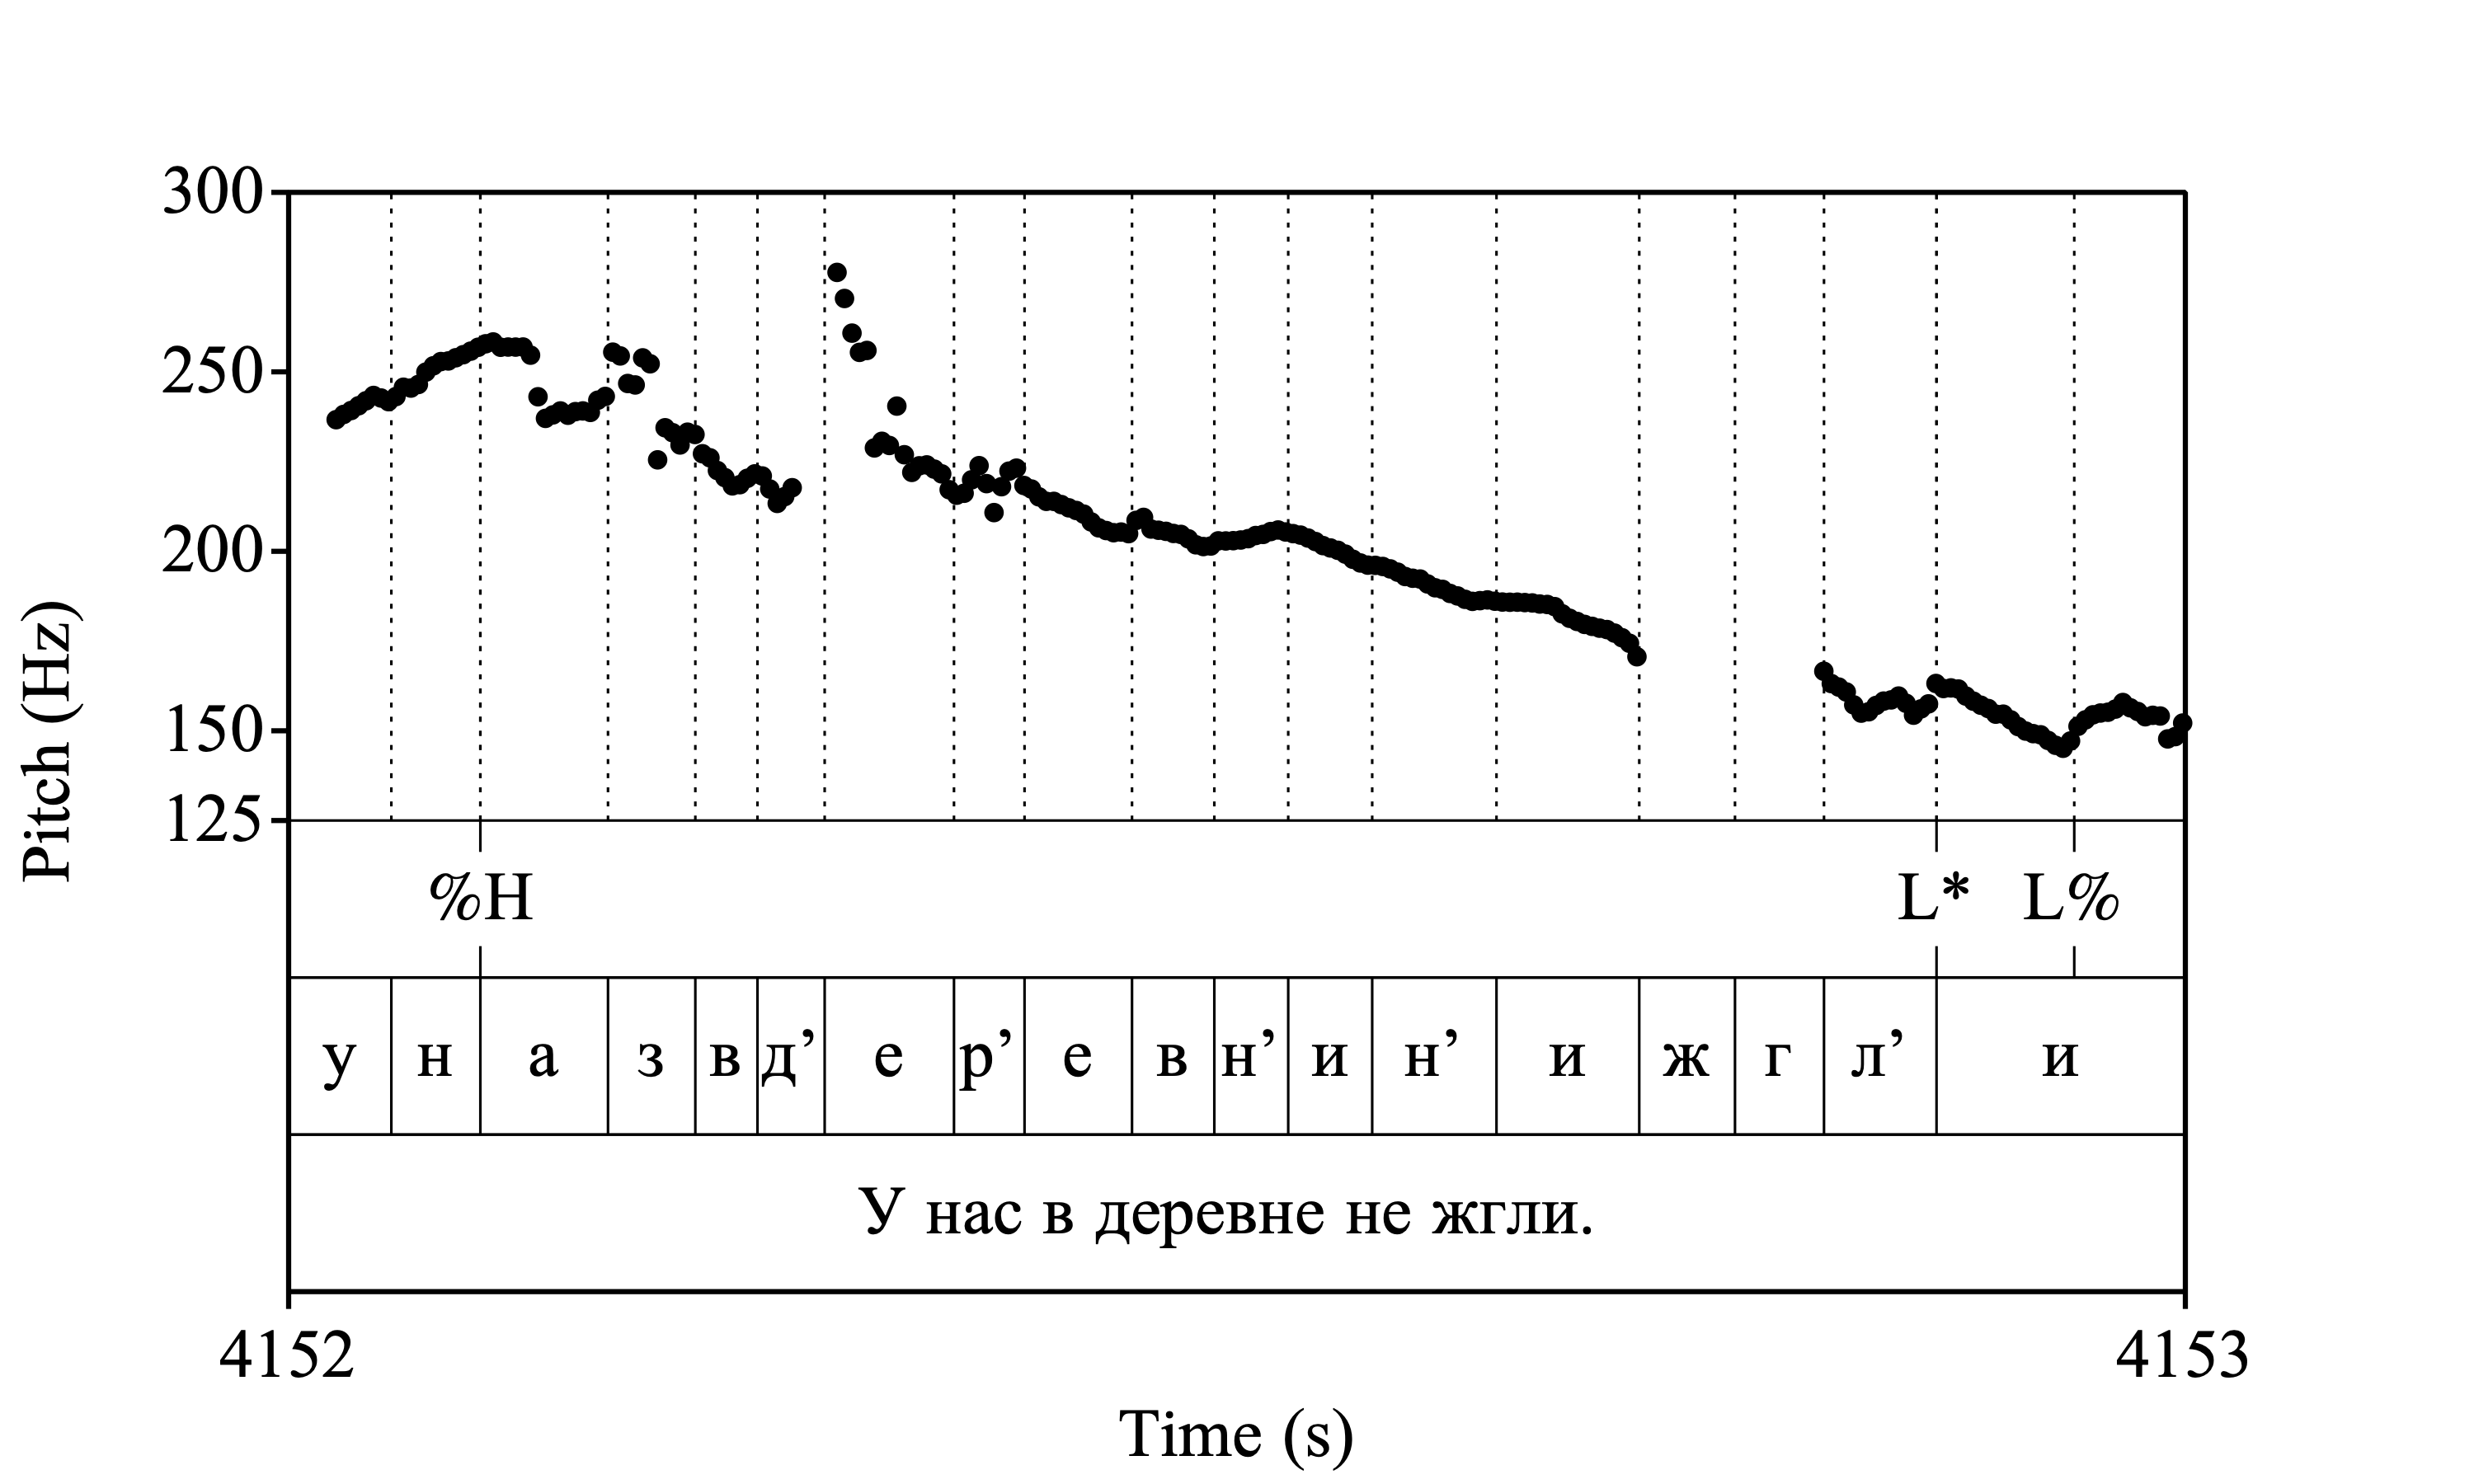 300
250
200
150
125
Pitch (Hz)
%H L* L%
у н а з в д’ е р’ е в н’ и н’ и ж г л’ и
У нас в деревне не жгли.
4152 4153
Time (s)